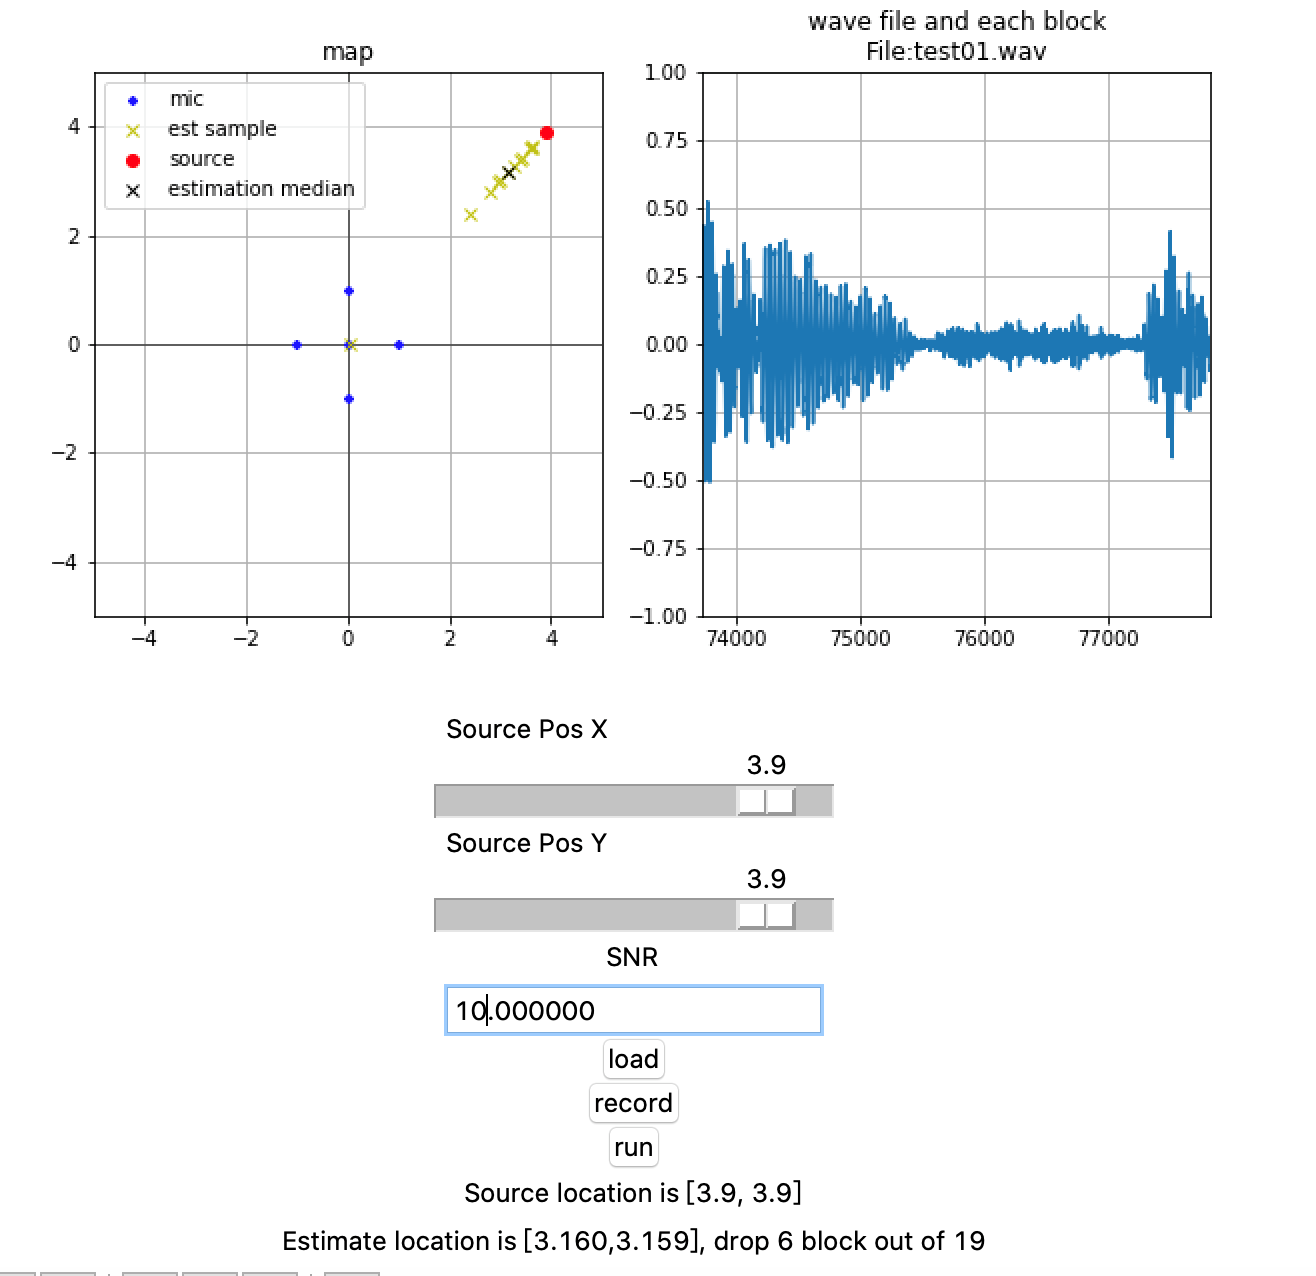 map
mic
est sample
source
estimation median
4
2
0
−2
−4
−4 −2 0 2 4
wave file and each block
File:test01.wav
1.00
0.75
0.50
0.25
0.00
−0.25
−0.50
−0.75
−1.00
74000 75000 76000 77000
Source Pos X
3.9
Source Pos Y
3.9
SNR
10.000000
load
record
run
Source location is [3.9, 3.9]
Estimate location is [3.160,3.159], drop 6 block out of 19